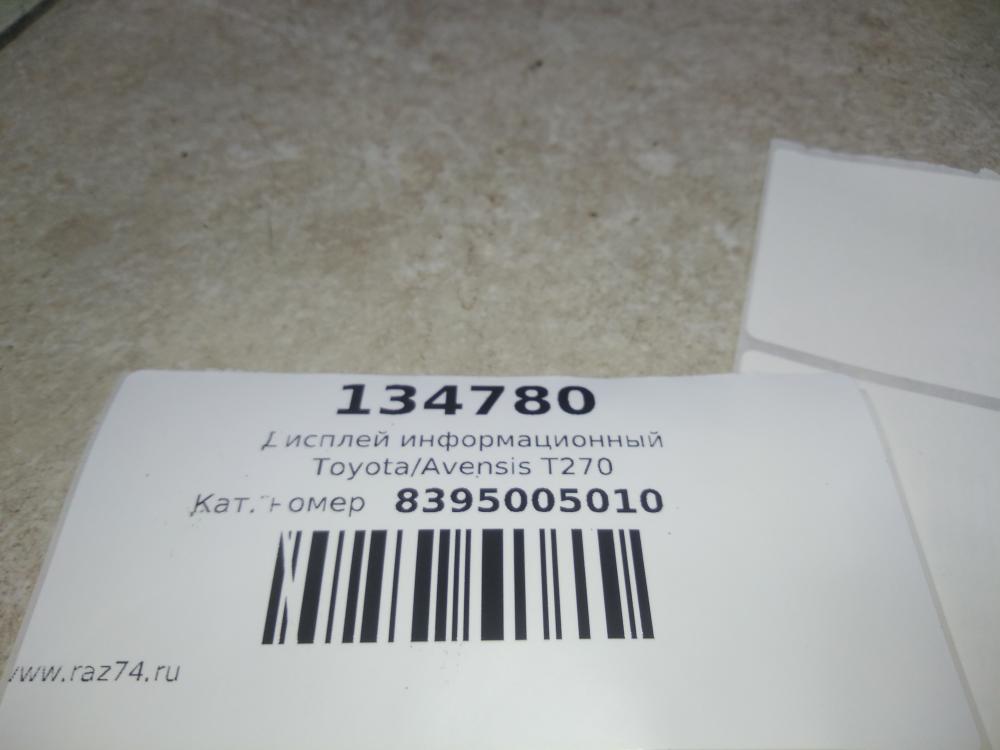 134780
Дисплей информационный
Toyota/Avensis T270
Кат.номер 8395005010
www.raz74.ru